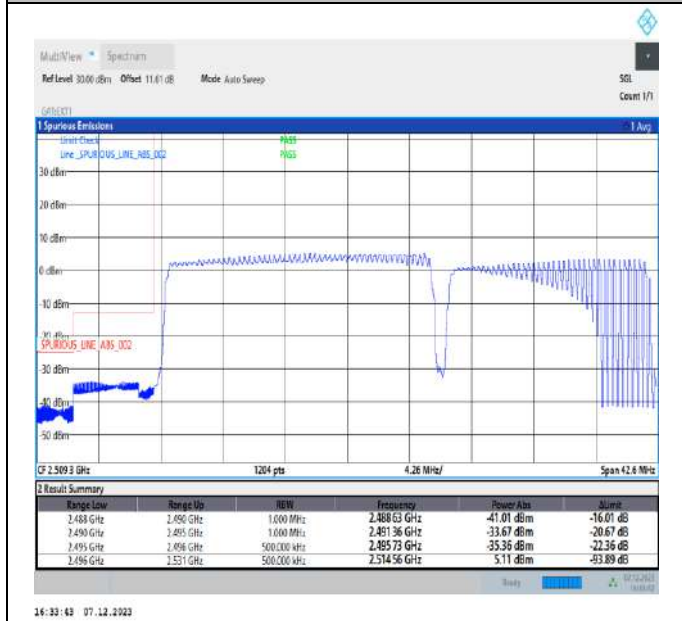 MultiView Spectrum
Ref Level 30.00 dBm Offset 11.61 dB Mode Auto Sweep SGL
Count 1/1
1 Spurious Emissions 1 Avg
Limit Check PASS
Line _SPURIOUS_LINE_ABS_002 PASS
30 dBm
20 dBm
10 dBm
0 dBm
-10 dBm
-20 dBm
SPURIOUS_LINE_ABS_002
-30 dBm
-40 dBm
-50 dBm
CF 2.509 3 GHz 1204 pts 4.26 MHz/ Span 42.6 MHz
2 Result Summary
Range Low Range Up RBW Frequency Power Abs ΔLimit
2.488 GHz 2.490 GHz 1.000 MHz 2.488 63 GHz -41.01 dBm -16.01 dB
2.490 GHz 2.495 GHz 1.000 MHz 2.491 36 GHz -33.67 dBm -20.67 dB
2.495 GHz 2.496 GHz 500.000 kHz 2.495 73 GHz -35.36 dBm -22.36 dB
2.496 GHz 2.531 GHz 500.000 kHz 2.514 56 GHz 5.11 dBm -93.89 dB
Ready
16:33:43 07.12.2023